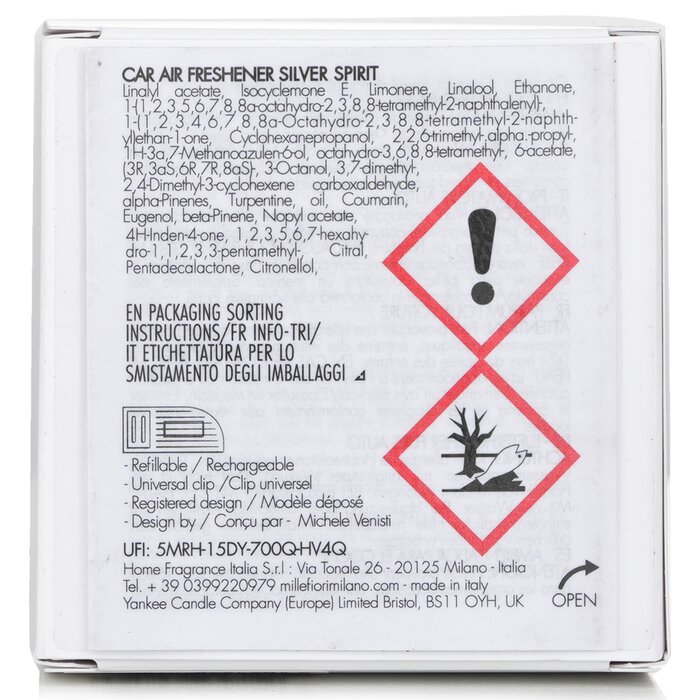 CAR AIR FRESHENER SILVER SPIRIT
Linalyl acetate, Isocyclemone E, Limonene, Linalool, Ethanone,
1-(1,2,3,5,6,7,8,8a-octahydro-2,3,8,8-tetramethyl-2-naphthalenyl)-,
1-(1,2,3,4,6,7,8,8a-Octahydro-2,3,8,8-tetramethyl-2-naphth-
yl)ethan-1-one, Cyclohexanepropanol, 2,2,6-trimethyl-.alpha.-propyl-
1H-3a,7-Methanoazulen-6-ol, octahydro-3,6,8,8-tetramethyl-, 6-acetate,
(3R,3aS,6R,7R,8aS)-, 3-Octanol, 3,7-dimethyl-,
2,4-Dimethyl-3-cyclohexene carboxaldehyde,
alpha-Pinenes, Turpentine, oil, Coumarin,
Eugenol, beta-Pinene, Nopyl acetate,
4H-Inden-4-one, 1,2,3,5,6,7-hexahy-
dro-1,1,2,3,3-pentamethyl-, Citral,
Pentadecalactone, Citronellol,
EN PACKAGING SORTING
INSTRUCTIONS/FR INFO-TRI/
IT ETICHETTATURA PER LO
SMISTAMENTO DEGLI IMBALLAGGI
- Refillable / Rechargeable
- Universal clip /Clip universel
- Registered design / Modèle déposé
- Design by / Conçu par - Michele Venisti
UFI: 5MRH-15DY-700Q-HV4Q
Home Fragrance Italia S.r.l : Via Tonale 26 - 20125 Milano - Italia
Tel. + 39 0399220979 millefiorimilano.com - made in italy
Yankee Candle Company (Europe) Limited Bristol, BS11 OYH, UK
OPEN